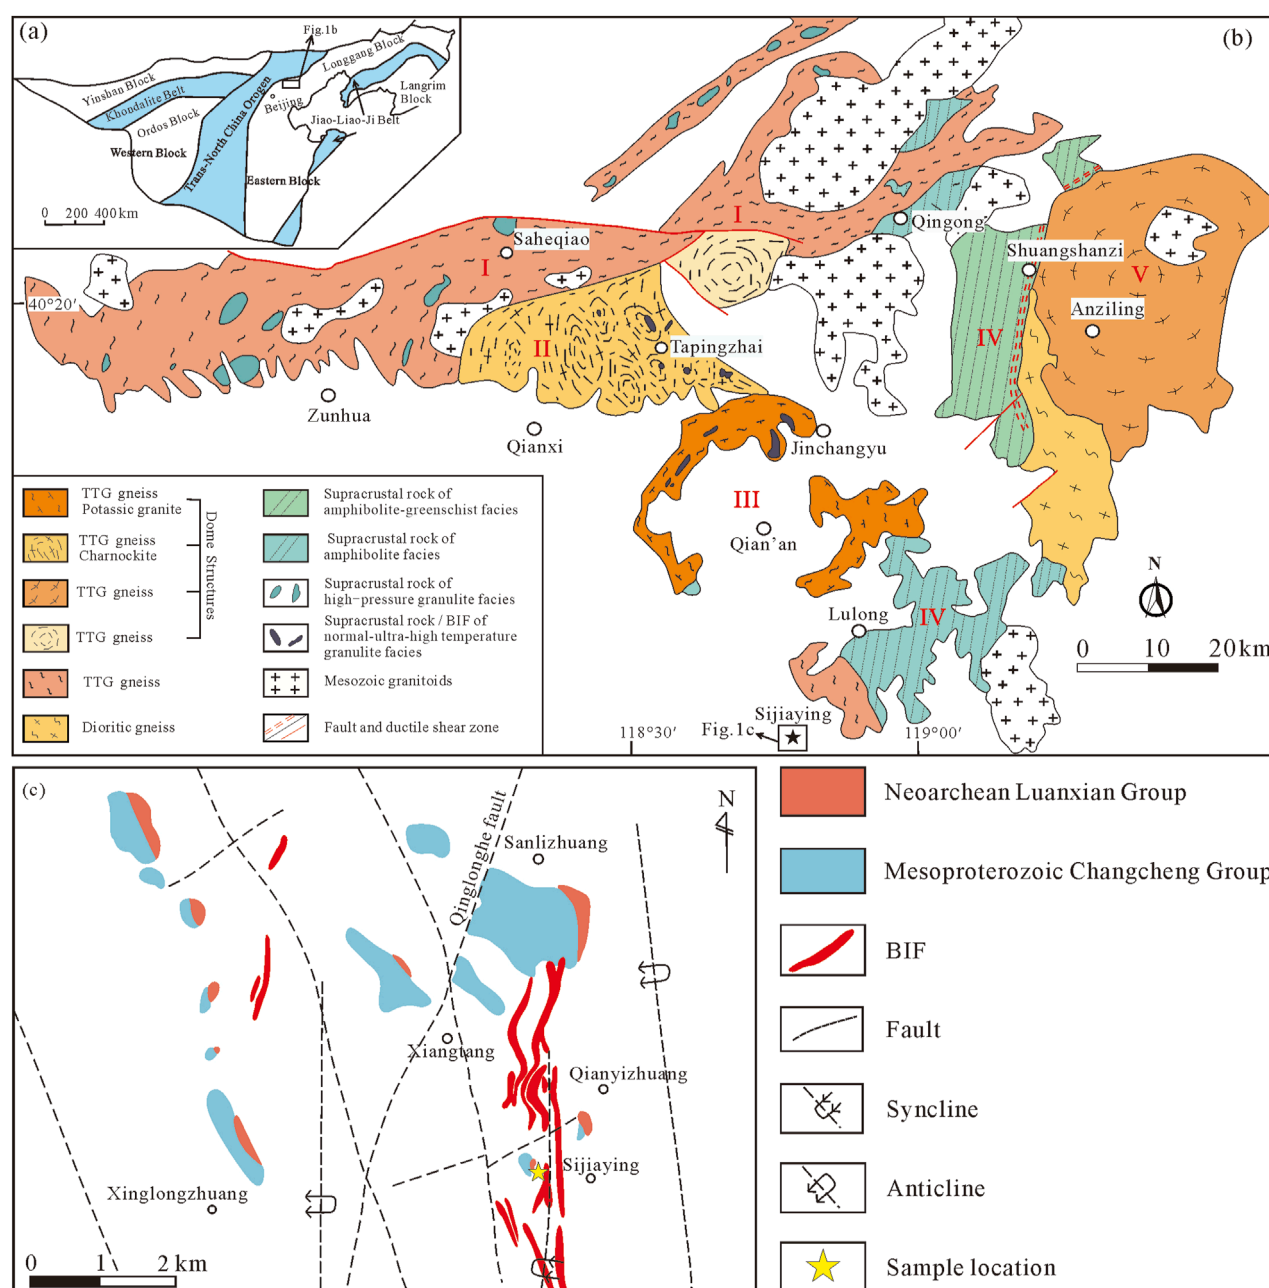 (a)
Fig.1b
Yinshan Block
Khondalite Belt
Ordos Block
Western Block
Trans-North China Orogen
Beijing
Longgang Block
Langrim
Block
Jiao-Liao-Ji Belt
Eastern Block
0 200 400km
(b)
I
Qingong
Saheqiao
I
Shuangshanzi
V
40°20′
Anziling
II
Tapingzhai
IV
Zunhua
Qianxi
Jinchangyu
III
Qian'an
N
Lulong
IV
0 10 20 km
Sijiaying
Fig.1c
118°30′
119°00′
TTG gneiss
Potassic granite
TTG gneiss
Charnockite
TTG gneiss
TTG gneiss
Dome Structures
TTG gneiss
Dioritic gneiss
Supracrustal rock of
amphibolite-greenschist facies
Supracrustal rock of
amphibolite facies
Supracrustal rock of
high-pressure granulite facies
Supracrustal rock / BIF of
normal-ultra-high temperature
granulite facies
Mesozoic granitoids
Fault and ductile shear zone
(c)
N
Qinglonghe fault
Sanlizhuang
Xiangtang
Qianyizhuang
Sijiaying
Xinglongzhuang
0 1 2 km
Neoarchean Luanxian Group
Mesoproterozoic Changcheng Group
BIF
Fault
Syncline
Anticline
Sample location